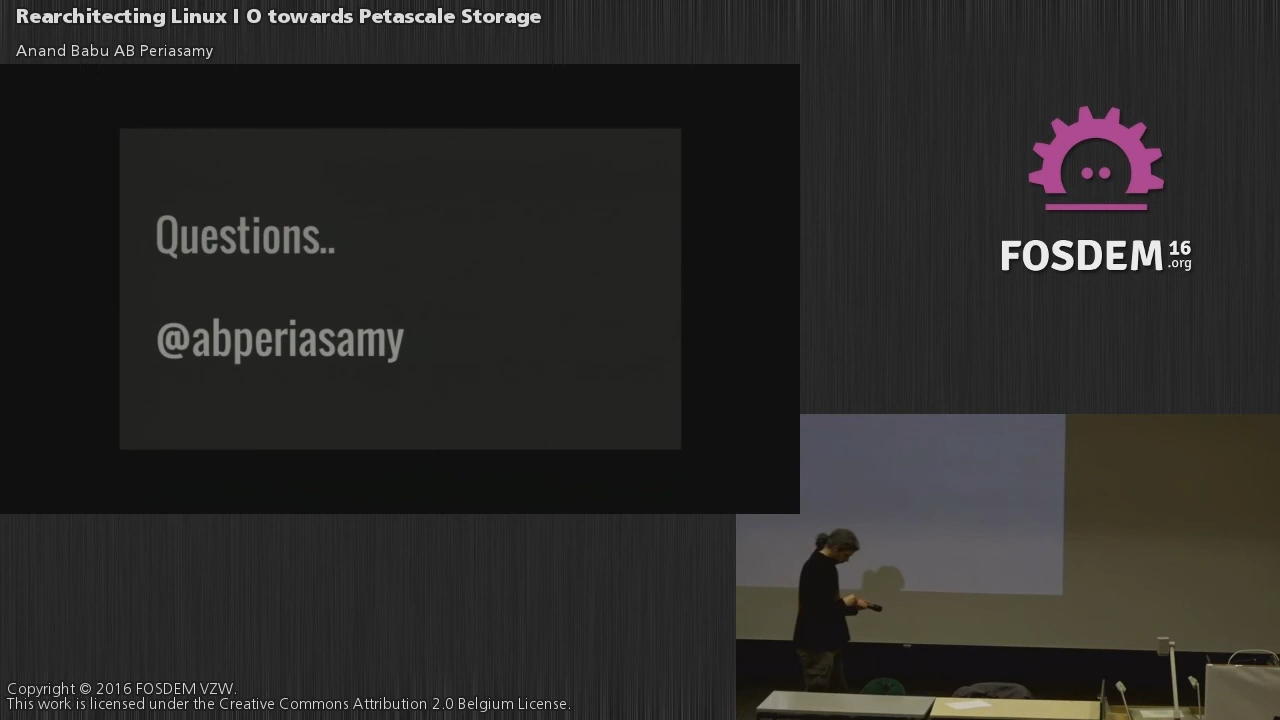 Rearchitecting Linux I O towards Petascale Storage
Anand Babu AB Periasamy
Questions..
@abperiasamy
FOSDEM 16
.org
Copyright © 2016 FOSDEM VZW.
This work is licensed under the Creative Commons Attribution 2.0 Belgium License.